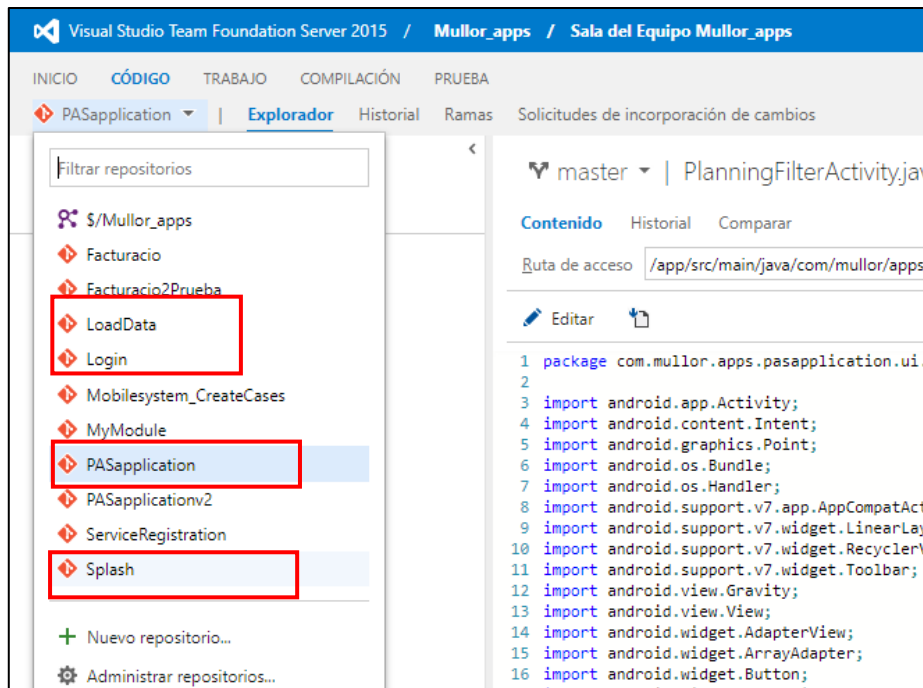 Visual Studio Team Foundation Server 2015 / Mullor_apps / Sala del Equipo Mullor_apps
INICIO CÓDIGO TRABAJO COMPILACIÓN PRUEBA
PASapplication | Explorador Historial Ramas Solicitudes de incorporación de cambios
Filtrar repositorios
$/Mullor_apps
Facturacio
Facturacio2Prueba
LoadData
Login
Mobilesystem_CreateCases
MyModule
PASapplication
PASapplicationv2
ServiceRegistration
Splash
Nuevo repositorio...
Administrar repositorios...
master | PlanningFilterActivity.jav
Contenido Historial Comparar
Ruta de acceso /app/src/main/java/com/mullor/apps
Editar
1 package com.mullor.apps.pasapplication.ui.
2
3 import android.app.Activity;
4 import android.content.Intent;
5 import android.graphics.Point;
6 import android.os.Bundle;
7 import android.os.Handler;
8 import android.support.v7.app.AppCompatAct
9 import android.support.v7.widget.LinearLay
10 import android.support.v7.widget.RecyclerV
11 import android.support.v7.widget.Toolbar;
12 import android.view.Gravity;
13 import android.view.View;
14 import android.widget.AdapterView;
15 import android.widget.ArrayAdapter;
16 import android.widget.Button;